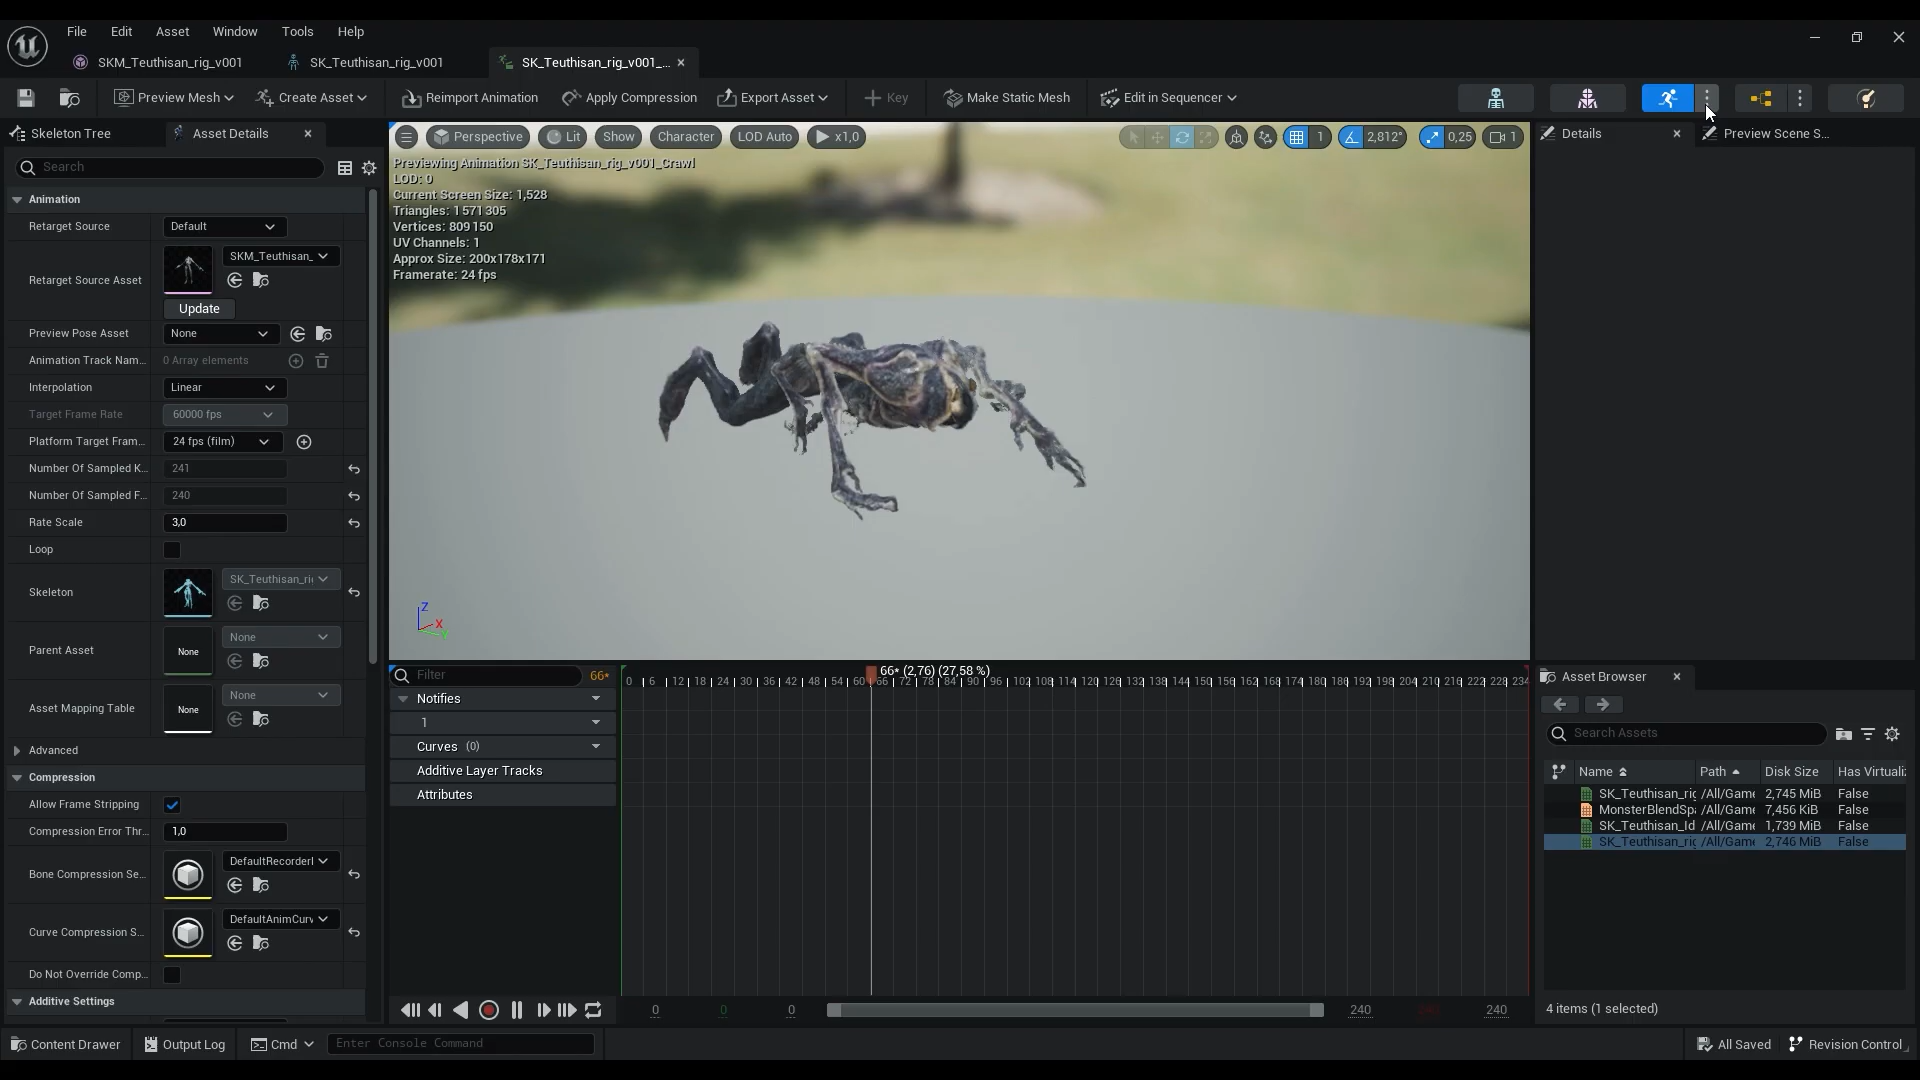 File Edit Asset Window Tools Help
SKM_Teuthisan_rig_v001 SK_Teuthisan_rig_v001 SK_Teuthisan_rig_v001_...
Preview Mesh Create Asset Reimport Animation Apply Compression Export Asset Key Make Static Mesh Edit in Sequencer
Skeleton Tree Asset Details
Search
Animation
Retarget Source Default
Retarget Source Asset SKM_Teuthisan_
Update
Preview Pose Asset None
Animation Track Nam... 0 Array elements
Interpolation Linear
Target Frame Rate 60000 fps
Platform Target Fram... 24 fps (film)
Number Of Sampled K... 241
Number Of Sampled F... 240
Rate Scale 3,0
Loop
Skeleton SK_Teuthisan_ri
Parent Asset None None
Asset Mapping Table None None
Advanced
Compression
Allow Frame Stripping
Compression Error Thr... 1,0
Bone Compression Se... DefaultRecorderl
Curve Compression S... DefaultAnimCurv
Do Not Override Comp...
Additive Settings
Perspective Lit Show Character LOD Auto x1,0 1 2,812° 0,25 1
Previewing Animation SK_Teuthisan_rig_v001_Crawl
LOD: 0
Current Screen Size: 1,528
Triangles: 1 571 305
Vertices: 809 150
UV Channels: 1
Approx Size: 200x178x171
Framerate: 24 fps
Z
X
Y
Filter 66*
66* (2,76) (27,58 %)
0 6 12 18 24 30 36 42 48 54 60 66 72 78 84 90 96 102 108 114 120 126 132 138 144 150 156 162 168 174 180 186 192 198 204 210 216 222 228 234
Notifies
1
Curves (0)
Additive Layer Tracks
Attributes
0 0 0 240 240
Details Preview Scene S...
Asset Browser
Search Assets
Name Path Disk Size Has Virtualiz
SK_Teuthisan_rig /All/Game 2,745 MiB False
MonsterBlendSpa /All/Game 7,456 KiB False
SK_Teuthisan_Id /All/Game 1,739 MiB False
SK_Teuthisan_rig /All/Game 2,746 MiB False
4 items (1 selected)
Content Drawer Output Log Cmd Enter Console Command All Saved Revision Control